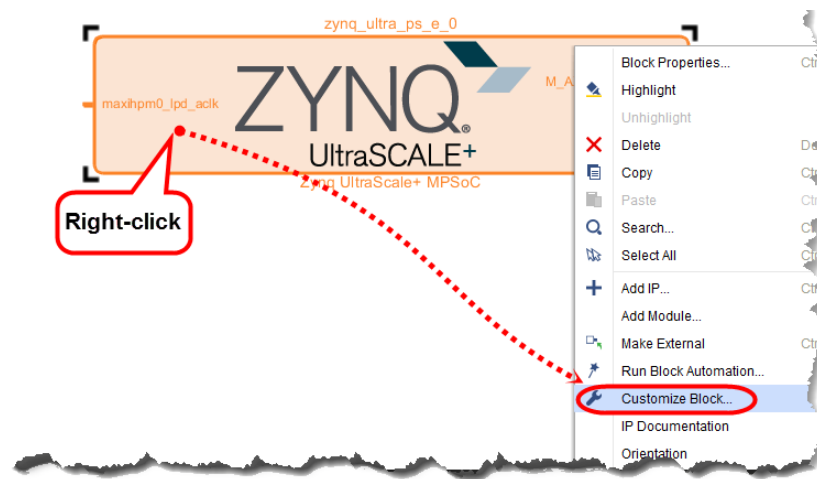 zynq_ultra_ps_e_0
maxihpm0_lpd_aclk
M_A
ZYNQ®
UltraSCALE+
Zynq UltraScale+ MPSoC
Right-click
Block Properties...
Highlight
Unhighlight
Delete
Copy
Paste
Search...
Select All
Add IP...
Add Module...
Make External
Run Block Automation...
Customize Block...
IP Documentation
Orientation